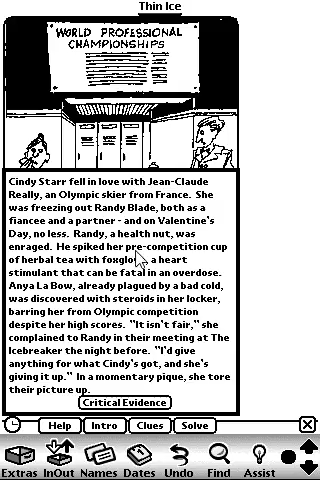 Thin Ice
WORLD PROFESSIONAL
CHAMPIONSHIPS
Cindy Starr fell in love with Jean-Claude
Really, an Olympic skier from France. She
was freezing out Randy Blade, both as a
fiancee and a partner - and on Valentine's
Day, no less. Randy, a health nut, was
enraged. He spiked her pre-competition cup
of herbal tea with foxglove, a heart
stimulant that can be fatal in an overdose.
Anya La Bow, already plagued by a bad cold,
was discovered with steroids in her locker,
barring her from Olympic competition
despite her high scores. "It isn't fair," she
complained to Randy in their meeting at The
Icebreaker the night before. "I'd give
anything for what Cindy's got, and she's
giving it up." In a momentary pique, she tore
their picture up.
Critical Evidence
Help Intro Clues Solve
Extras InOut Names Dates Undo Find Assist